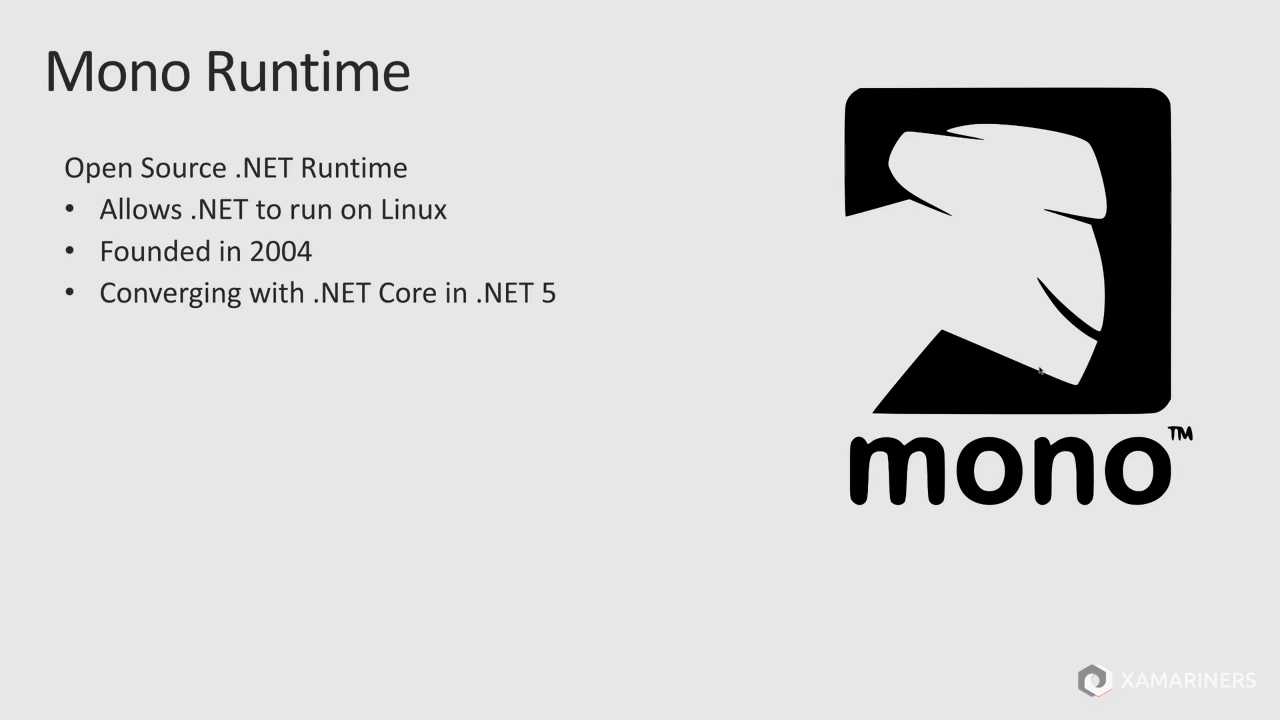 Mono Runtime
Open Source .NET Runtime
• Allows .NET to run on Linux
• Founded in 2004
• Converging with .NET Core in .NET 5
mono™
XAMARINERS